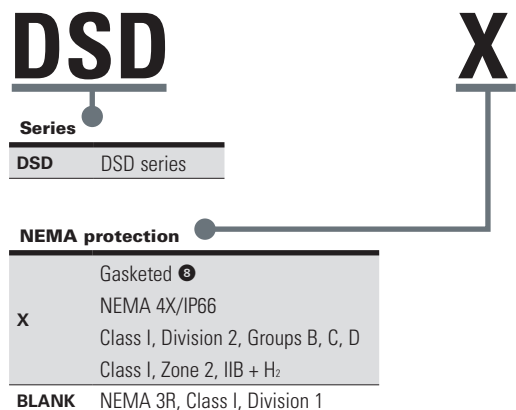 DSD X
Series
DSD DSD series
NEMA protection
X
Gasketed ❽
NEMA 4X/IP66
Class I, Division 2, Groups B, C, D
Class I, Zone 2, IIB + H₂
BLANK NEMA 3R, Class I, Division 1